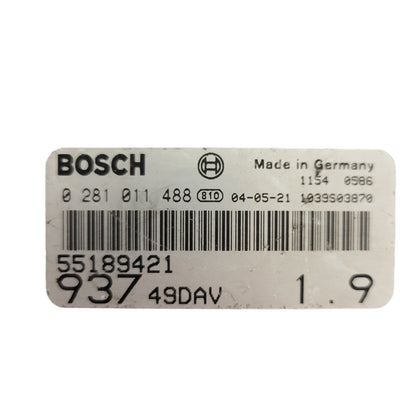 BOSCH Made in Germany
1154 0586
0 281 011 488 810 04-05-21 1039S03870
55189421
937 49DAV 1.9